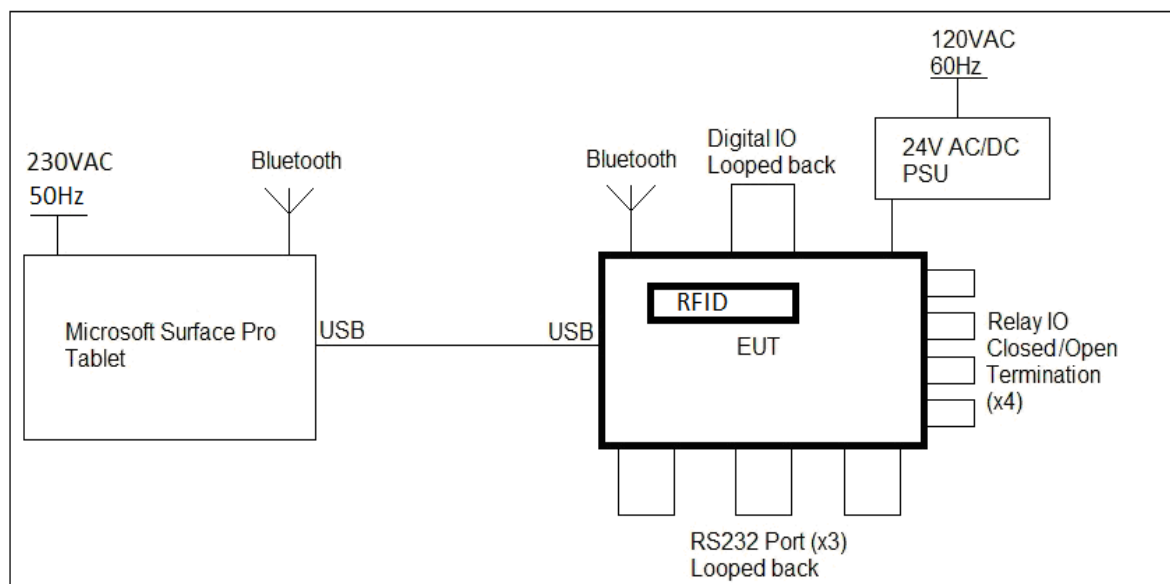 120VAC
60Hz
24V AC/DC
PSU
Digital IO
Looped back
230VAC
50Hz
Bluetooth
Bluetooth
RFID
EUT
Microsoft Surface Pro
Tablet
USB
USB
Relay IO
Closed/Open
Termination
(x4)
RS232 Port (x3)
Looped back